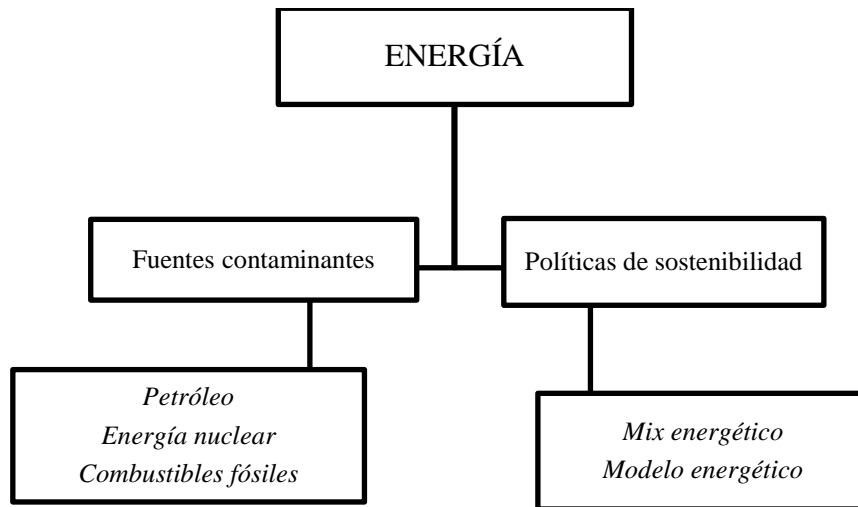 ENERGÍA
Fuentes contaminantes
Políticas de sostenibilidad
Petróleo
Energía nuclear
Combustibles fósiles
Mix energético
Modelo energético